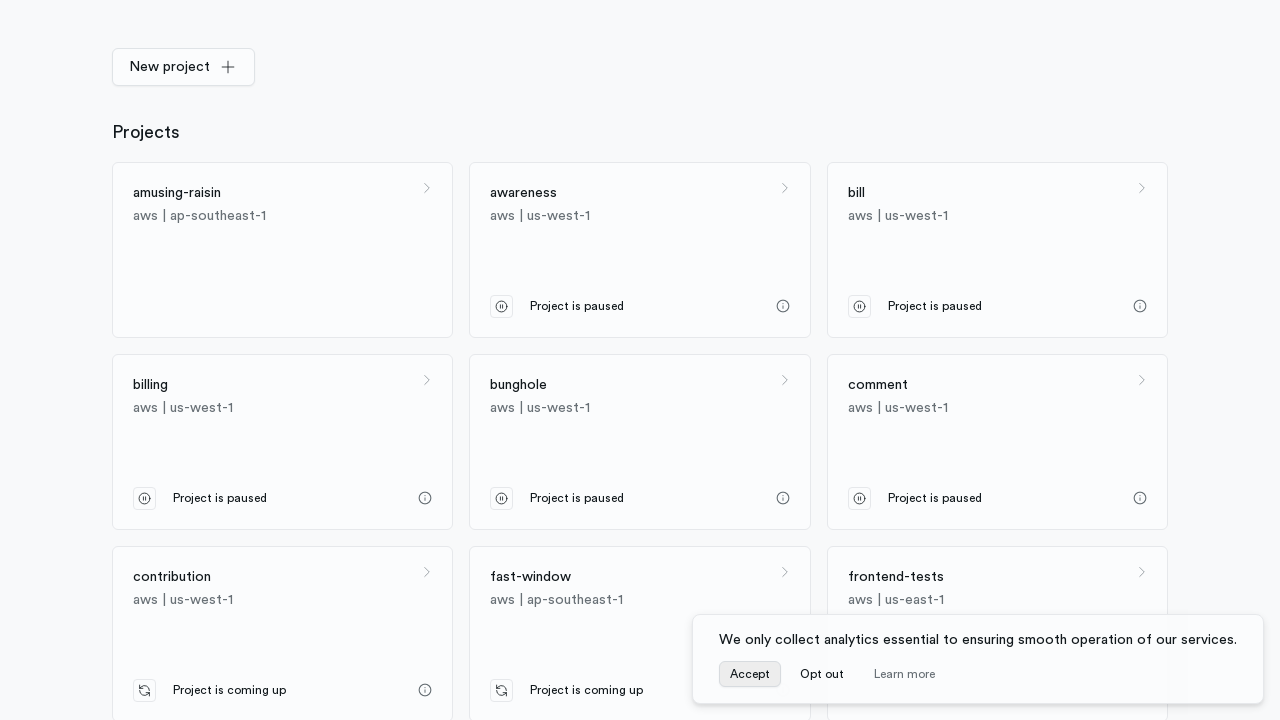 New project
Projects
amusing-raisin
aws | ap-southeast-1
awareness
aws | us-west-1
Project is paused
bill
aws | us-west-1
Project is paused
billing
aws | us-west-1
Project is paused
bunghole
aws | us-west-1
Project is paused
comment
aws | us-west-1
Project is paused
contribution
aws | us-west-1
Project is coming up
fast-window
aws | ap-southeast-1
Project is coming up
frontend-tests
aws | us-east-1
We only collect analytics essential to ensuring smooth operation of our services.
Accept
Opt out
Learn more